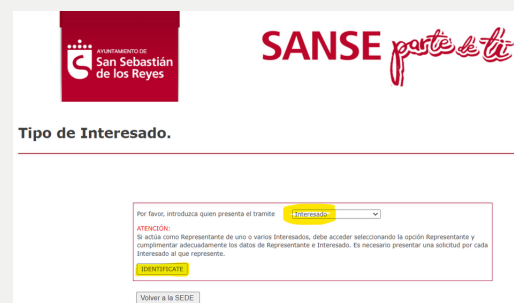 AYUNTAMIENTO DE
San Sebastián
de los Reyes
SANSE parte de ti
Tipo de Interesado.
Por favor, introduzca quien presenta el tramite Interesado
ATENCIÓN:
Si actúa como Representante de uno o varios Interesados, debe acceder seleccionando la opción Representante y
cumplimentar adecuadamente los datos de Representante e Interesado. Es necesario presentar una solicitud por cada
Interesado al que represente.
IDENTIFICATE
Volver a la SEDE